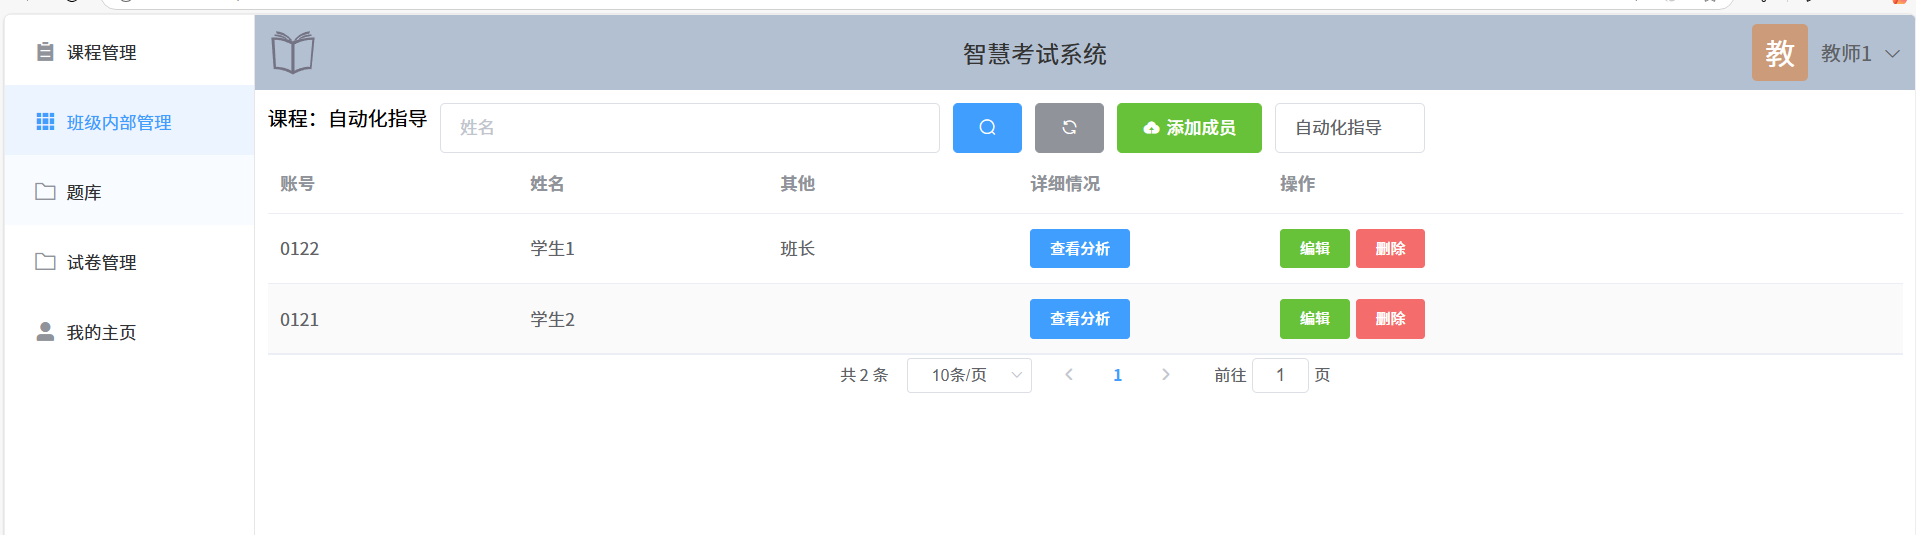 课程管理
班级内部管理
题库
试卷管理
我的主页
智慧考试系统
教 教师1
课程：自动化指导 姓名 添加成员 自动化指导
账号 姓名 其他 详细情况 操作
0122 学生1 班长 查看分析 编辑 删除
0121 学生2 查看分析 编辑 删除
共 2 条 10条/页 1 前往 1 页